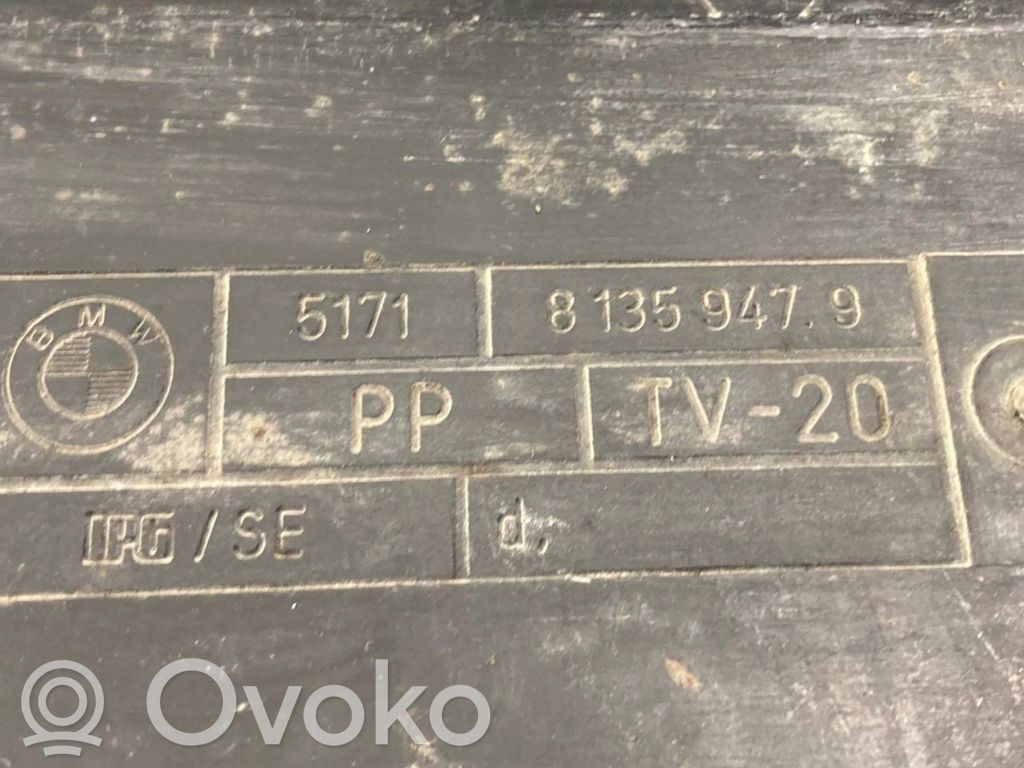 BMW
5171 8 135 947.9
PP TV-20
IPG / SE d,
Ovoko